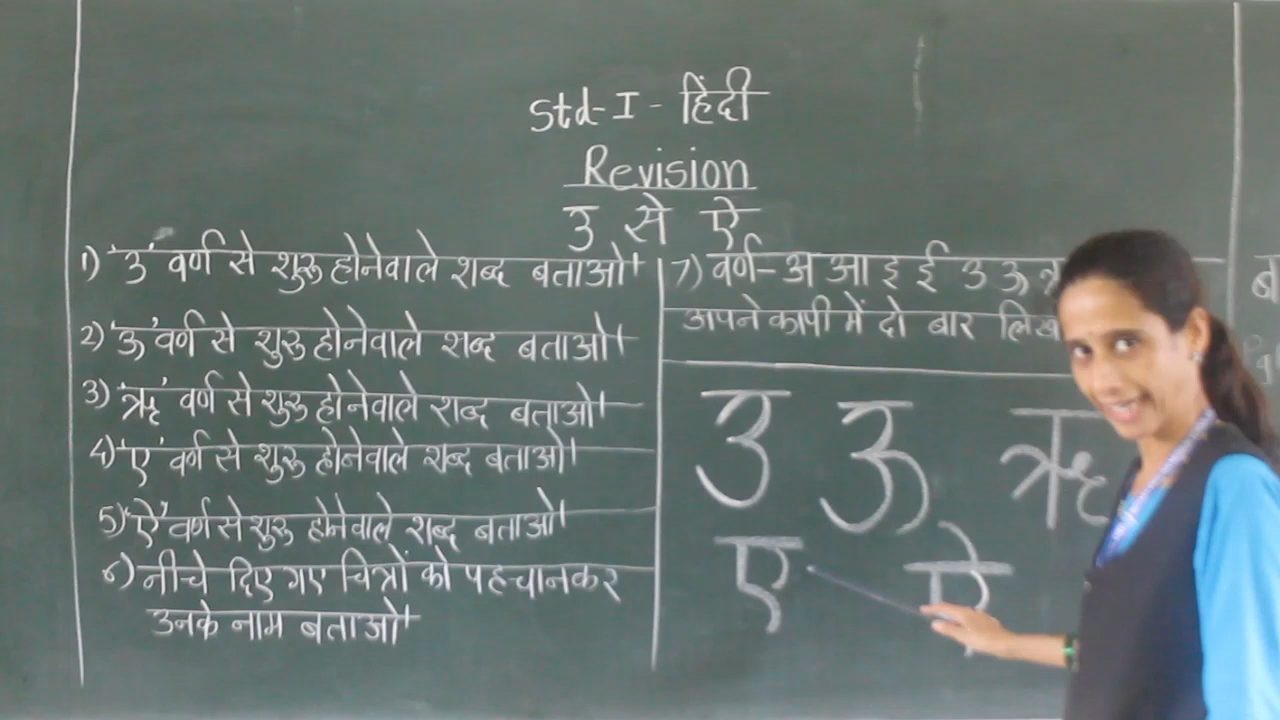 Std-I - हिंदी
Revision
उ से ऐ
1) 'उ' वर्ण से शुरू होनेवाले शब्द बताओ।
2) 'ऊ' वर्ण से शुरु होनेवाले शब्द बताओ।
3) 'ऋ' वर्ण से शुरु होनेवाले शब्द बताओ।
4) 'ए' वर्ण से शुरु होनेवाले शब्द बताओ।
5) 'ऐ' वर्ण से शुरु होनेवाले शब्द बताओ।
६) नीचे दिए गए चित्रों को पहचानकर
उनके नाम बताओ।
7) वर्ण- अ आ इ ई उ ऊ
अपने कापी में दो बार
उ ऊ ऋ
ए ऐ